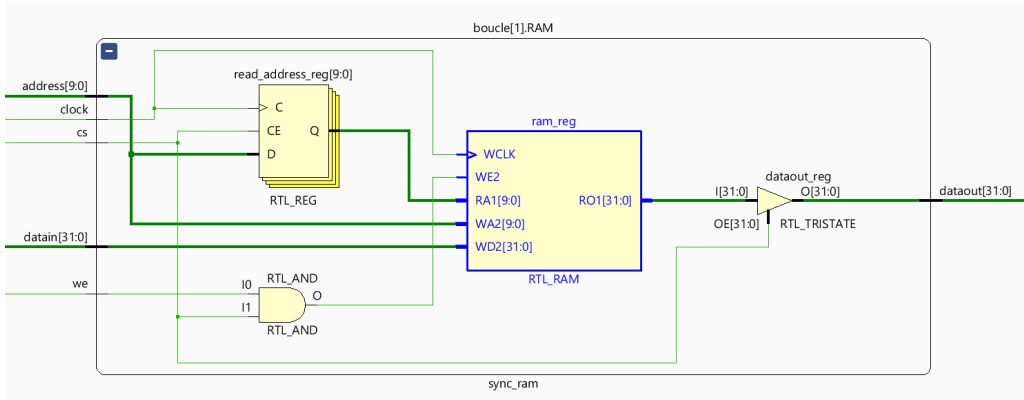 boucle[1].RAM
address[9:0]
clock
cs
datain[31:0]
we
read_address_reg[9:0]
C
CE
D
Q
RTL_REG
RTL_AND
I0
I1
O
RTL_AND
ram_reg
WCLK
WE2
RA1[9:0]
WA2[9:0]
WD2[31:0]
RO1[31:0]
RTL_RAM
dataout_reg
I[31:0]
O[31:0]
OE[31:0]
RTL_TRISTATE
dataout[31:0]
sync_ram